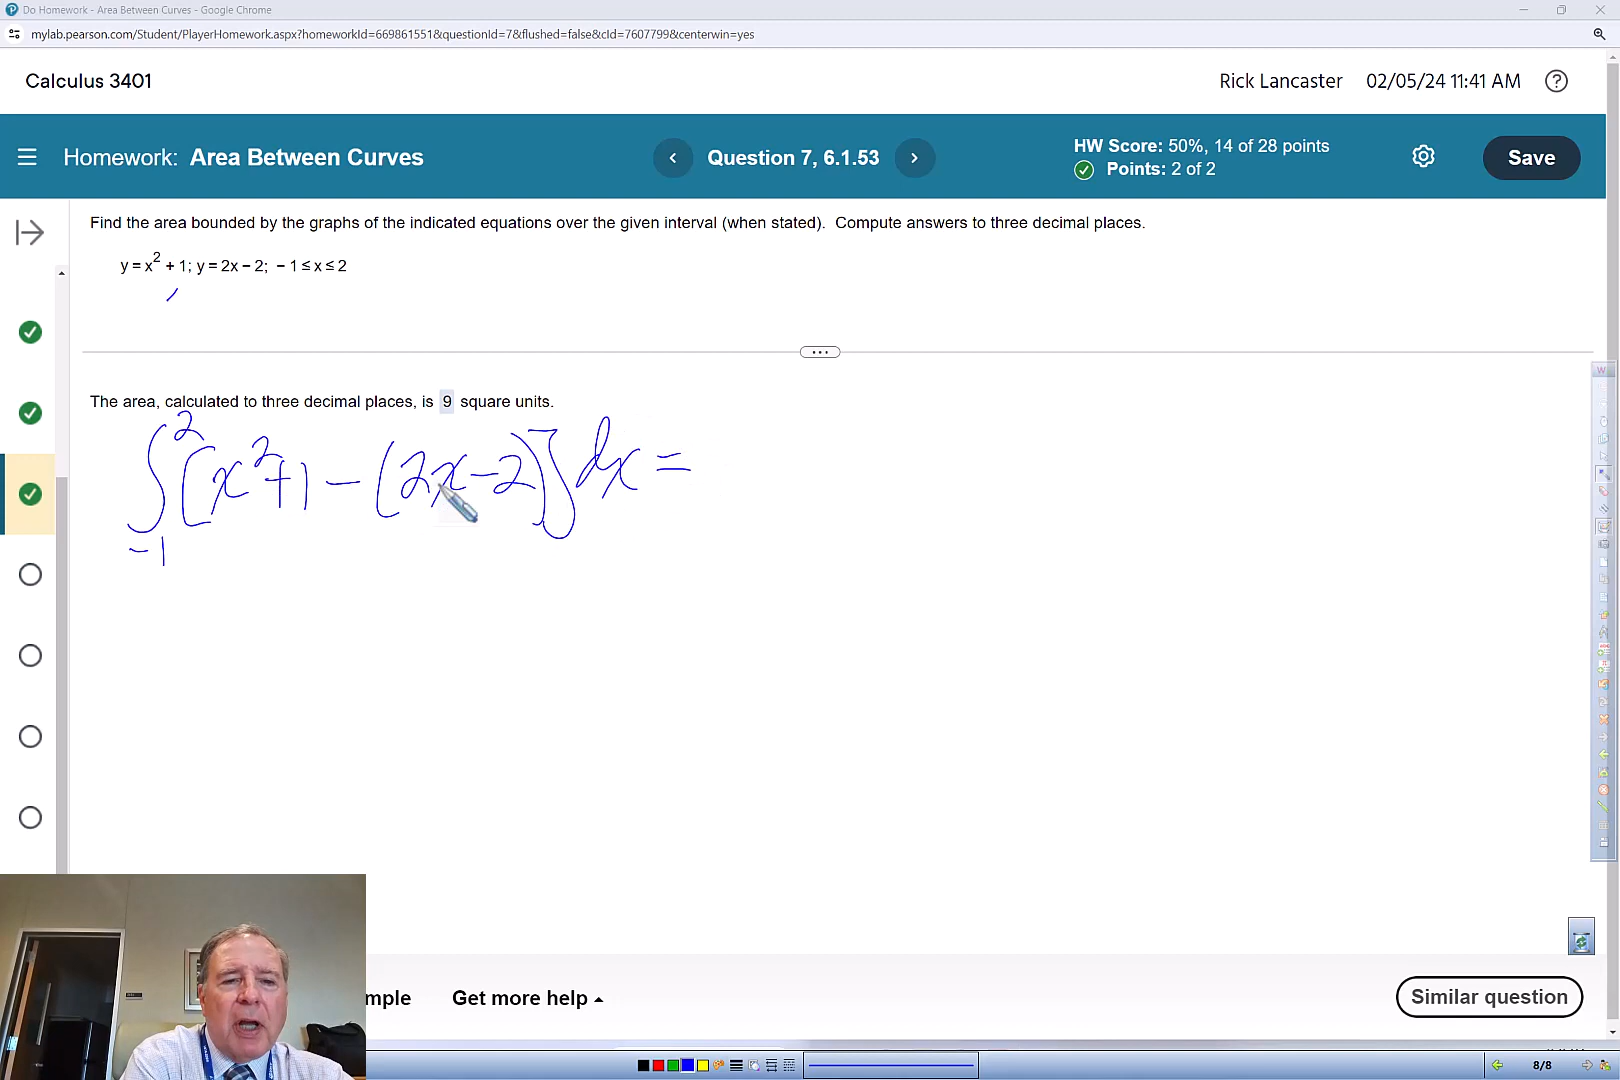 Do Homework - Area Between Curves - Google Chrome
mylab.pearson.com/Student/PlayerHomework.aspx?homeworkId=669861551&questionId=7&flushed=false&cId=7607799&centerwin=yes
Calculus 3401
Rick Lancaster 02/05/24 11:41 AM ?
Homework: Area Between Curves
Question 7, 6.1.53
HW Score: 50%, 14 of 28 points
Points: 2 of 2
Save
Find the area bounded by the graphs of the indicated equations over the given interval (when stated). Compute answers to three decimal places.
y = x² + 1; y = 2x − 2; − 1 ≤ x ≤ 2
The area, calculated to three decimal places, is 9 square units.
∫₋₁² [x²+1 − (2x−2)] dx =
mple
Get more help
Similar question
8/8